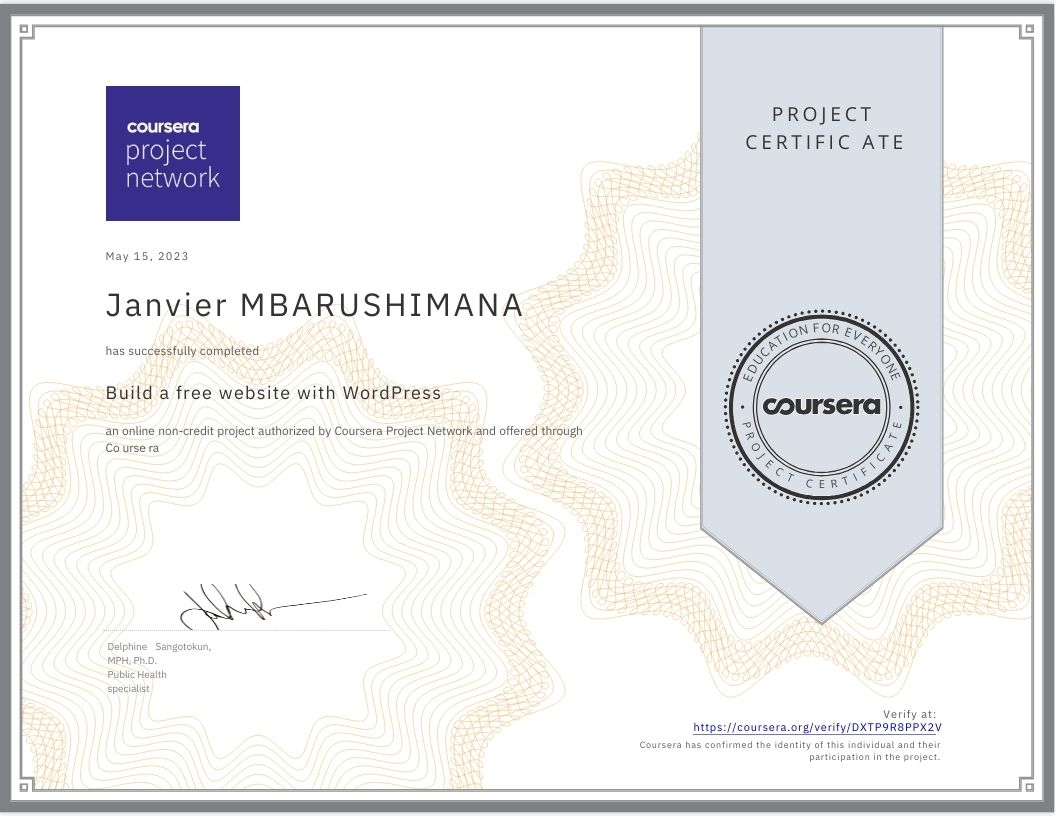 coursera
project
network
PROJECT
CERTIFIC ATE
May 15, 2023
Janvier MBARUSHIMANA
has successfully completed
Build a free website with WordPress
an online non-credit project authorized by Coursera Project Network and offered through
Co urse ra
EDUCATION FOR EVERYONE
coursera
PROJECT CERTIFICATE
Delphine Sangotokun,
MPH, Ph.D.
Public Health
specialist
Verify at:
https://coursera.org/verify/DXTP9R8PPX2V
Coursera has confirmed the identity of this individual and their
participation in the project.